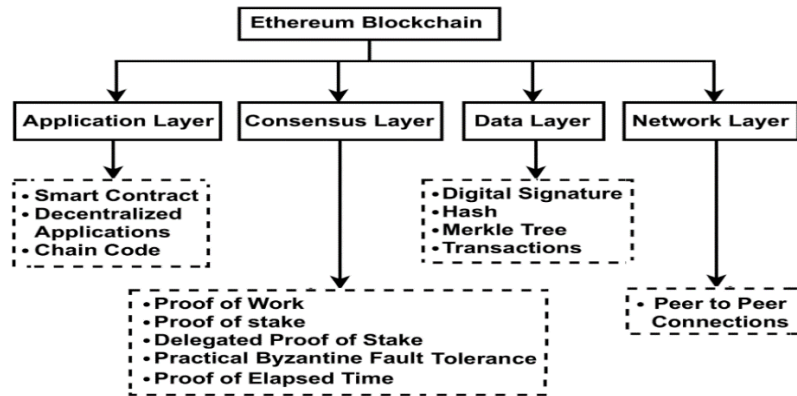 Ethereum Blockchain
Application Layer
Consensus Layer
Data Layer
Network Layer
• Smart Contract
• Decentralized
Applications
• Chain Code
• Digital Signature
• Hash
• Merkle Tree
• Transactions
• Proof of Work
• Proof of stake
• Delegated Proof of Stake
• Practical Byzantine Fault Tolerance
• Proof of Elapsed Time
• Peer to Peer
Connections